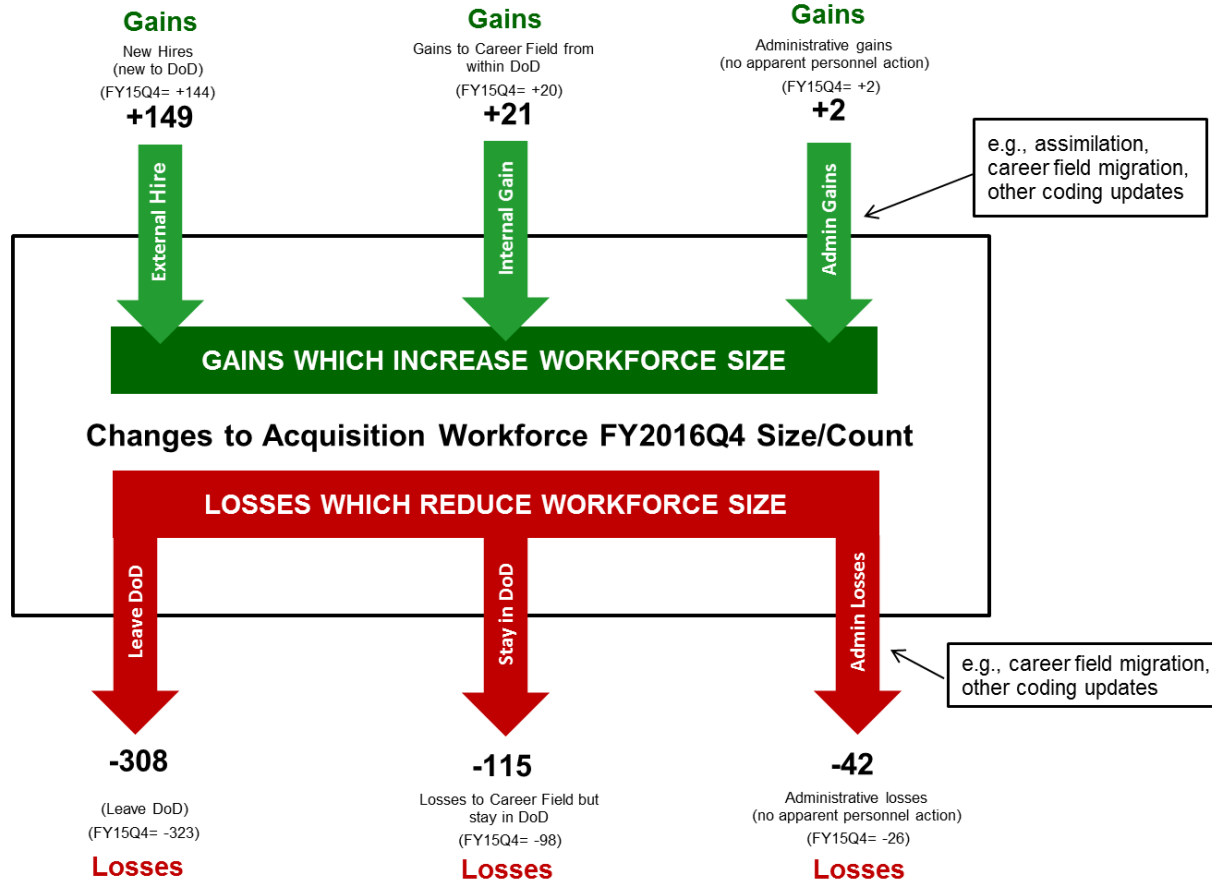 Gains
New Hires
(new to DoD)
(FY15Q4= +144)
+149
External Hire
Gains
Gains to Career Field from
within DoD
(FY15Q4= +20)
+21
Internal Gain
Gains
Administrative gains
(no apparent personnel action)
(FY15Q4= +2)
+2
Admin Gains
e.g., assimilation,
career field migration,
other coding updates
GAINS WHICH INCREASE WORKFORCE SIZE
Changes to Acquisition Workforce FY2016Q4 Size/Count
LOSSES WHICH REDUCE WORKFORCE SIZE
Leave DoD
-308
(Leave DoD)
(FY15Q4= -323)
Losses
Stay in DoD
-115
Losses to Career Field but
stay in DoD
(FY15Q4= -98)
Losses
Admin Losses
-42
Administrative losses
(no apparent personnel action)
(FY15Q4= -26)
Losses
e.g., career field migration,
other coding updates